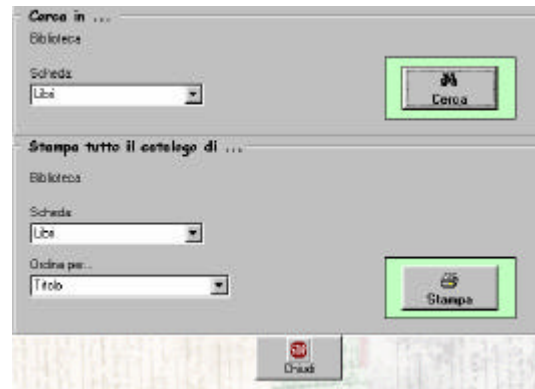 Cerca in ...
Biblioteca
Scheda:
Libri
Cerca
Stampa tutto il catalogo di ...
Biblioteca
Scheda:
Libri
Ordina per...
Titolo
Stampa
STOP
Chiudi